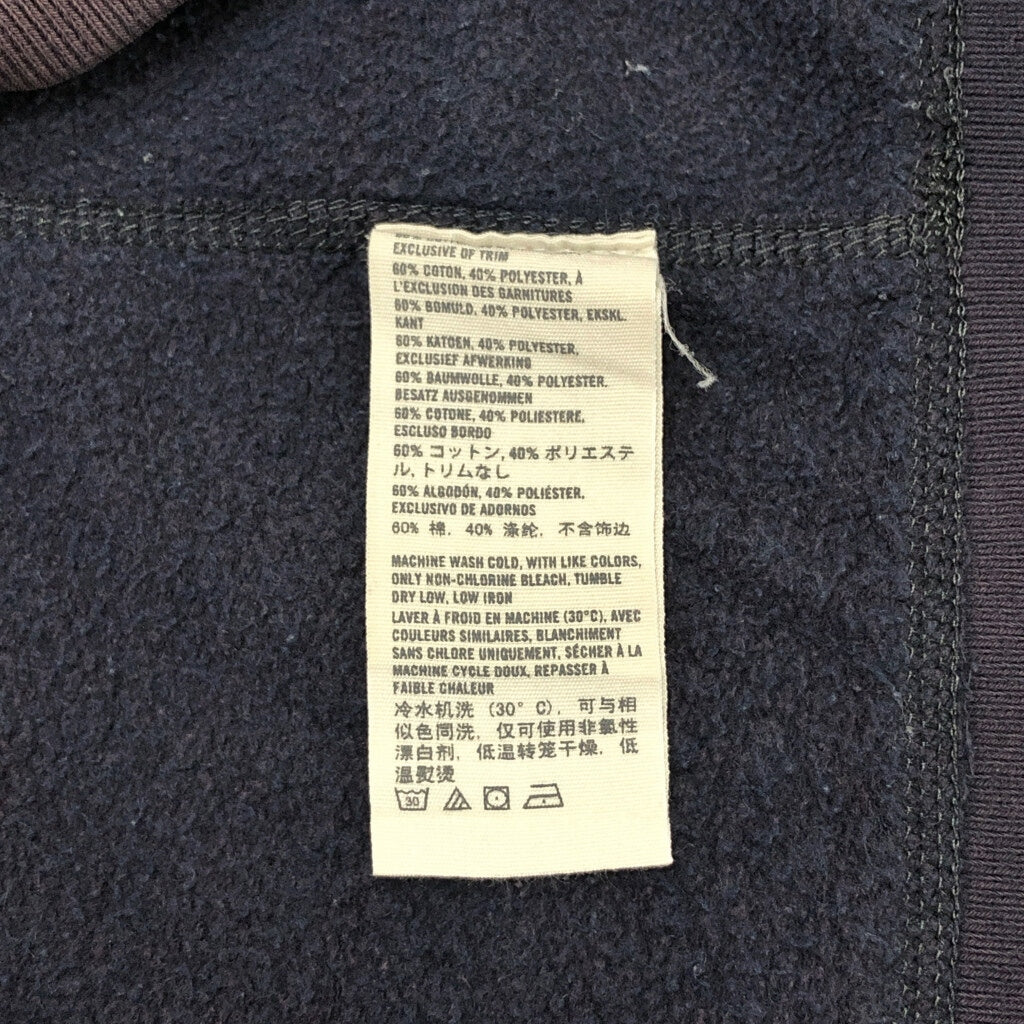 EXCLUSIVE OF TRIM
60% COTON, 40% POLYESTER, À
L'EXCLUSION DES GARNITURES
60% BOMULD, 40% POLYESTER, EKSKL.
KANT
60% KATOEN, 40% POLYESTER,
EXCLUSIEF AFWERKING
60% BAUMWOLLE, 40% POLYESTER.
BESATZ AUSGENOMMEN
60% COTONE, 40% POLIESTERE,
ESCLUSO BORDO
60% コットン, 40% ポリエステ
ル, トリムなし
60% ALGODÓN, 40% POLIÉSTER,
EXCLUSIVO DE ADORNOS
60% 棉, 40% 涤纶, 不含饰边
MACHINE WASH COLD, WITH LIKE COLORS,
ONLY NON-CHLORINE BLEACH, TUMBLE
DRY LOW, LOW IRON
LAVER À FROID EN MACHINE (30°C), AVEC
COULEURS SIMILAIRES, BLANCHIMENT
SANS CHLORE UNIQUEMENT, SÉCHER À LA
MACHINE CYCLE DOUX, REPASSER À
FAIBLE CHALEUR
冷水机洗 (30° C), 可与相
似色同洗, 仅可使用非氯性
漂白剂, 低温转笼干燥, 低
温熨烫
30